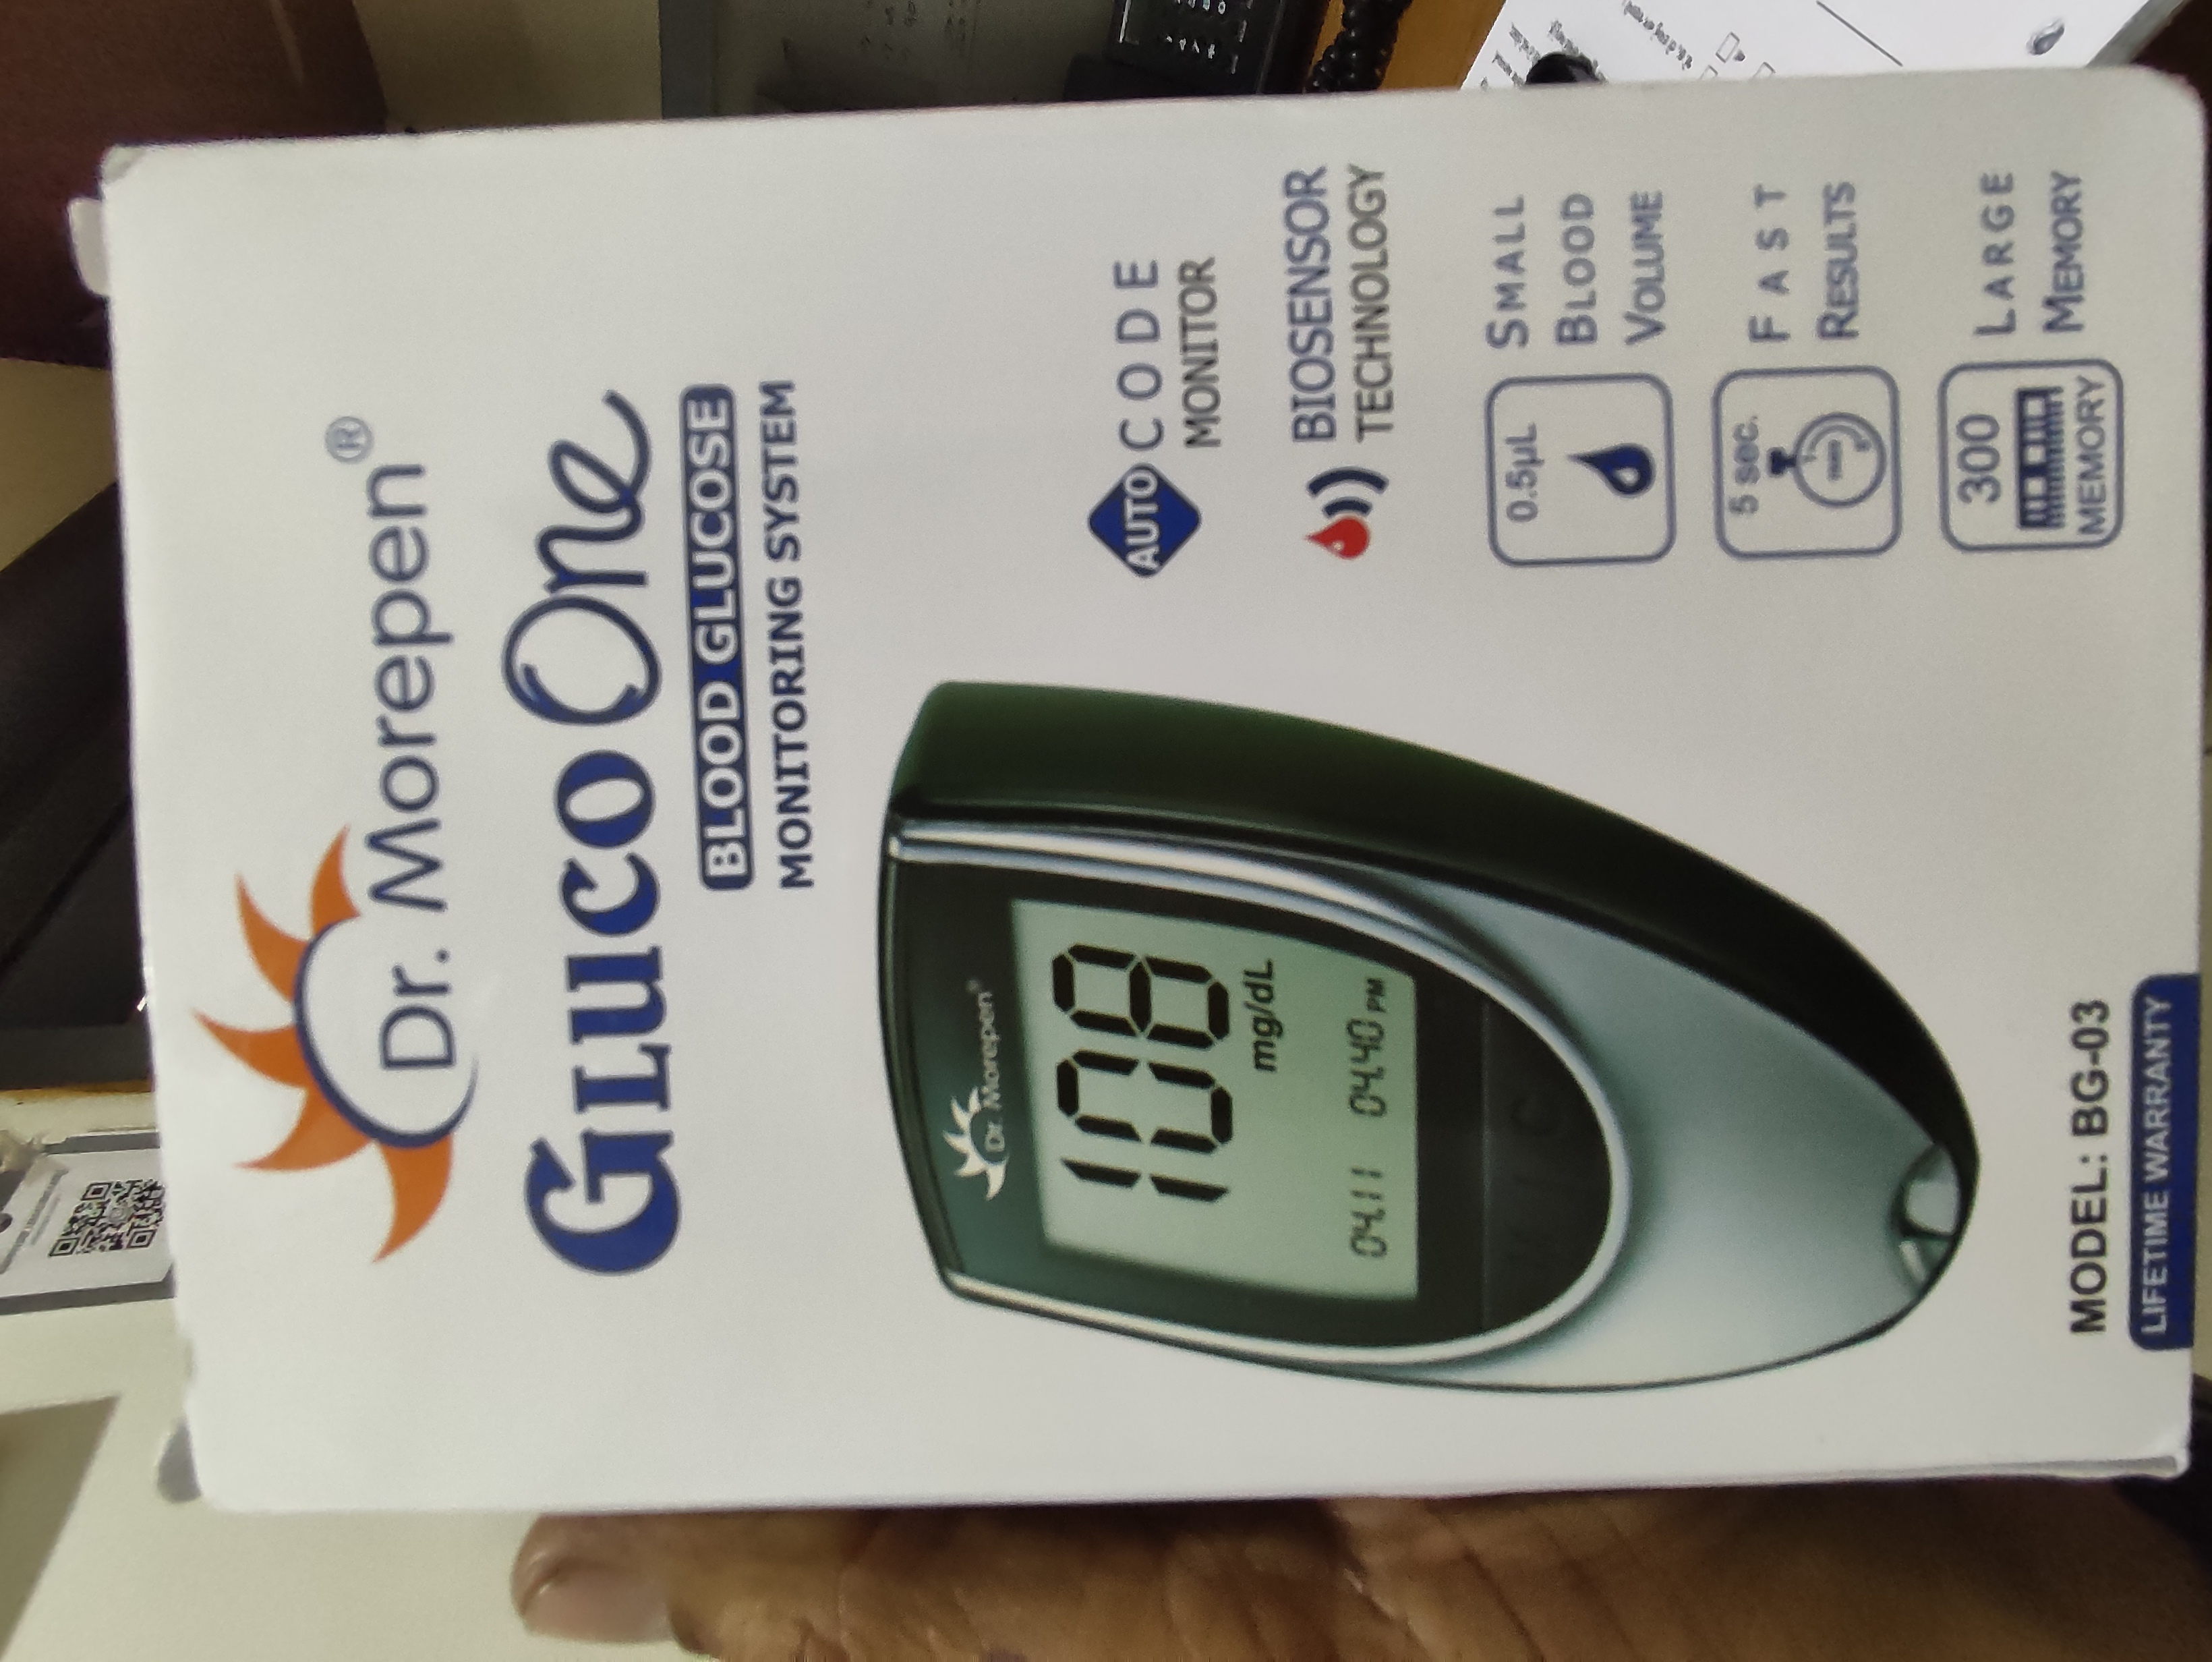 Dr. Morepen®
GLUCO One
BLOOD GLUCOSE
MONITORING SYSTEM
AUTO CODE
MONITOR
BIOSENSOR
TECHNOLOGY
Dr. Morepen®
108
mg/dL
04.11 04.40 PM
0.5µL
SMALL
BLOOD
VOLUME
5 sec.
FAST
RESULTS
300
MEMORY
LARGE
MEMORY
MODEL: BG-03
LIFETIME WARRANTY